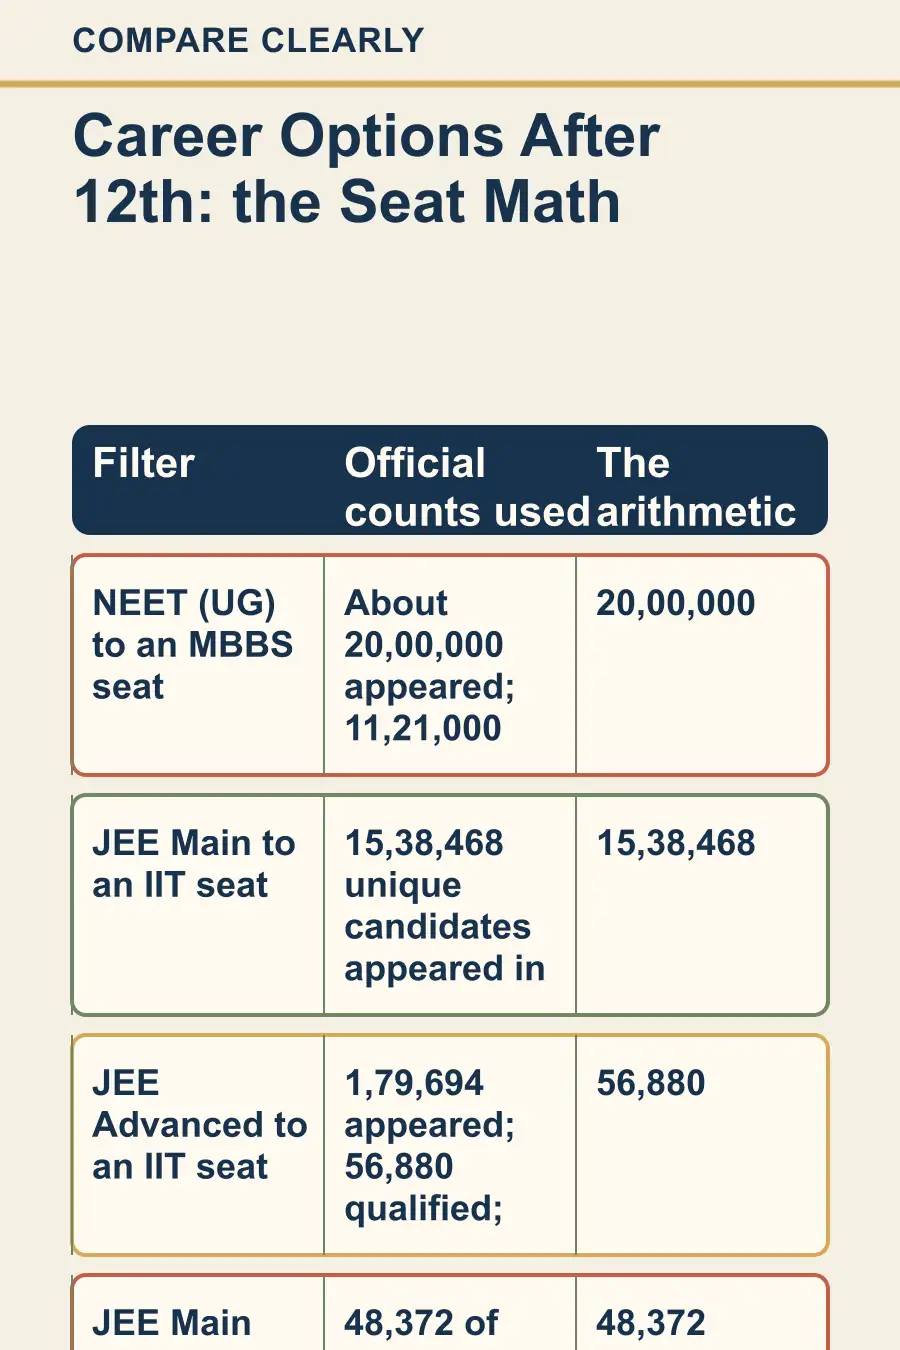 COMPARE CLEARLY
Career Options After
12th: the Seat Math
Filter
Official
counts used
The
arithmetic
NEET (UG)
to an MBBS
seat
About
20,00,000
appeared;
11,21,000
20,00,000
JEE Main to
an IIT seat
15,38,468
unique
candidates
appeared in
15,38,468
JEE
Advanced to
an IIT seat
1,79,694
appeared;
56,880
qualified;
56,880
JEE Main
48,372 of
48,372